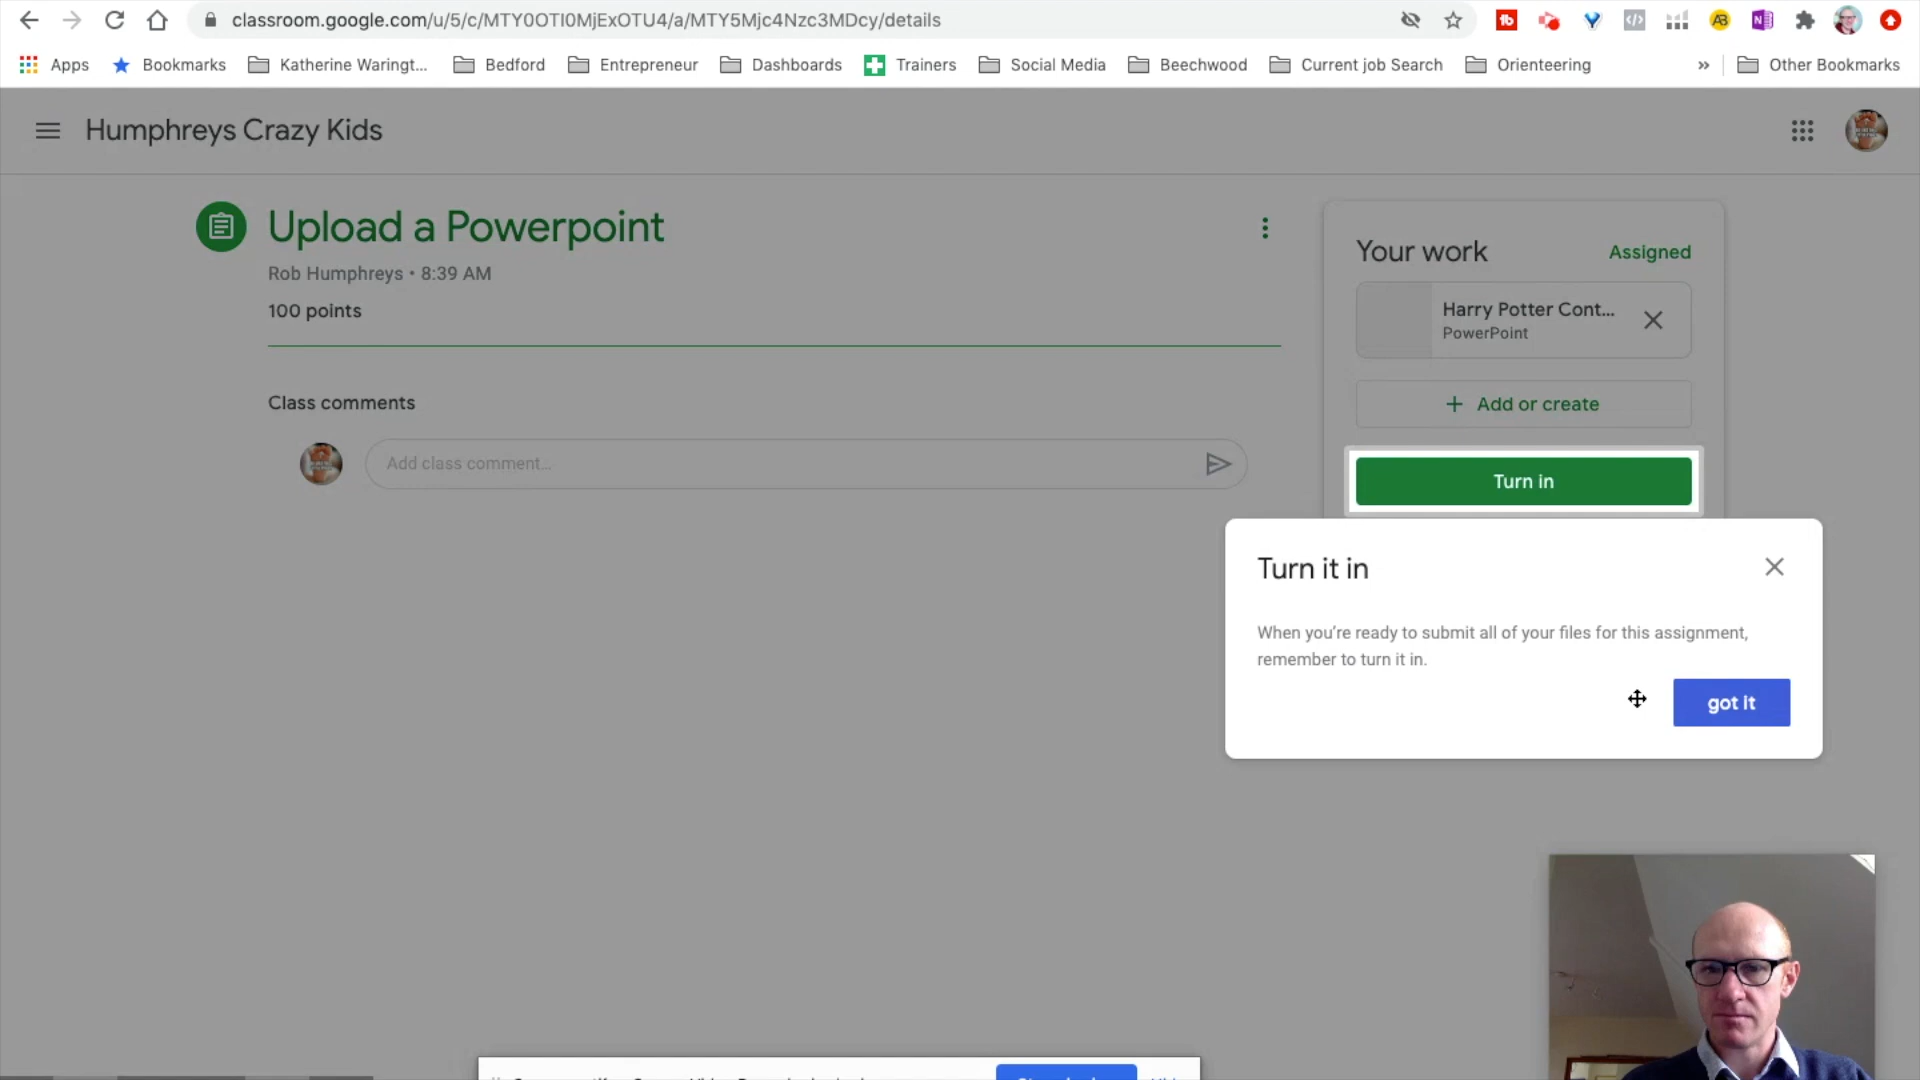 classroom.google.com/u/5/c/MTY0OTI0MjExOTU4/a/MTY5Mjc4Nzc3MDcy/details
Apps
Bookmarks
Katherine Waringt...
Bedford
Entrepreneur
Dashboards
Trainers
Social Media
Beechwood
Current job Search
Orienteering
»
Other Bookmarks
Humphreys Crazy Kids
Upload a Powerpoint
Rob Humphreys • 8:39 AM
100 points
Class comments
Add class comment...
Your work
Assigned
Harry Potter Cont...
PowerPoint
+ Add or create
Turn in
Turn it in
When you're ready to submit all of your files for this assignment,
remember to turn it in.
got it